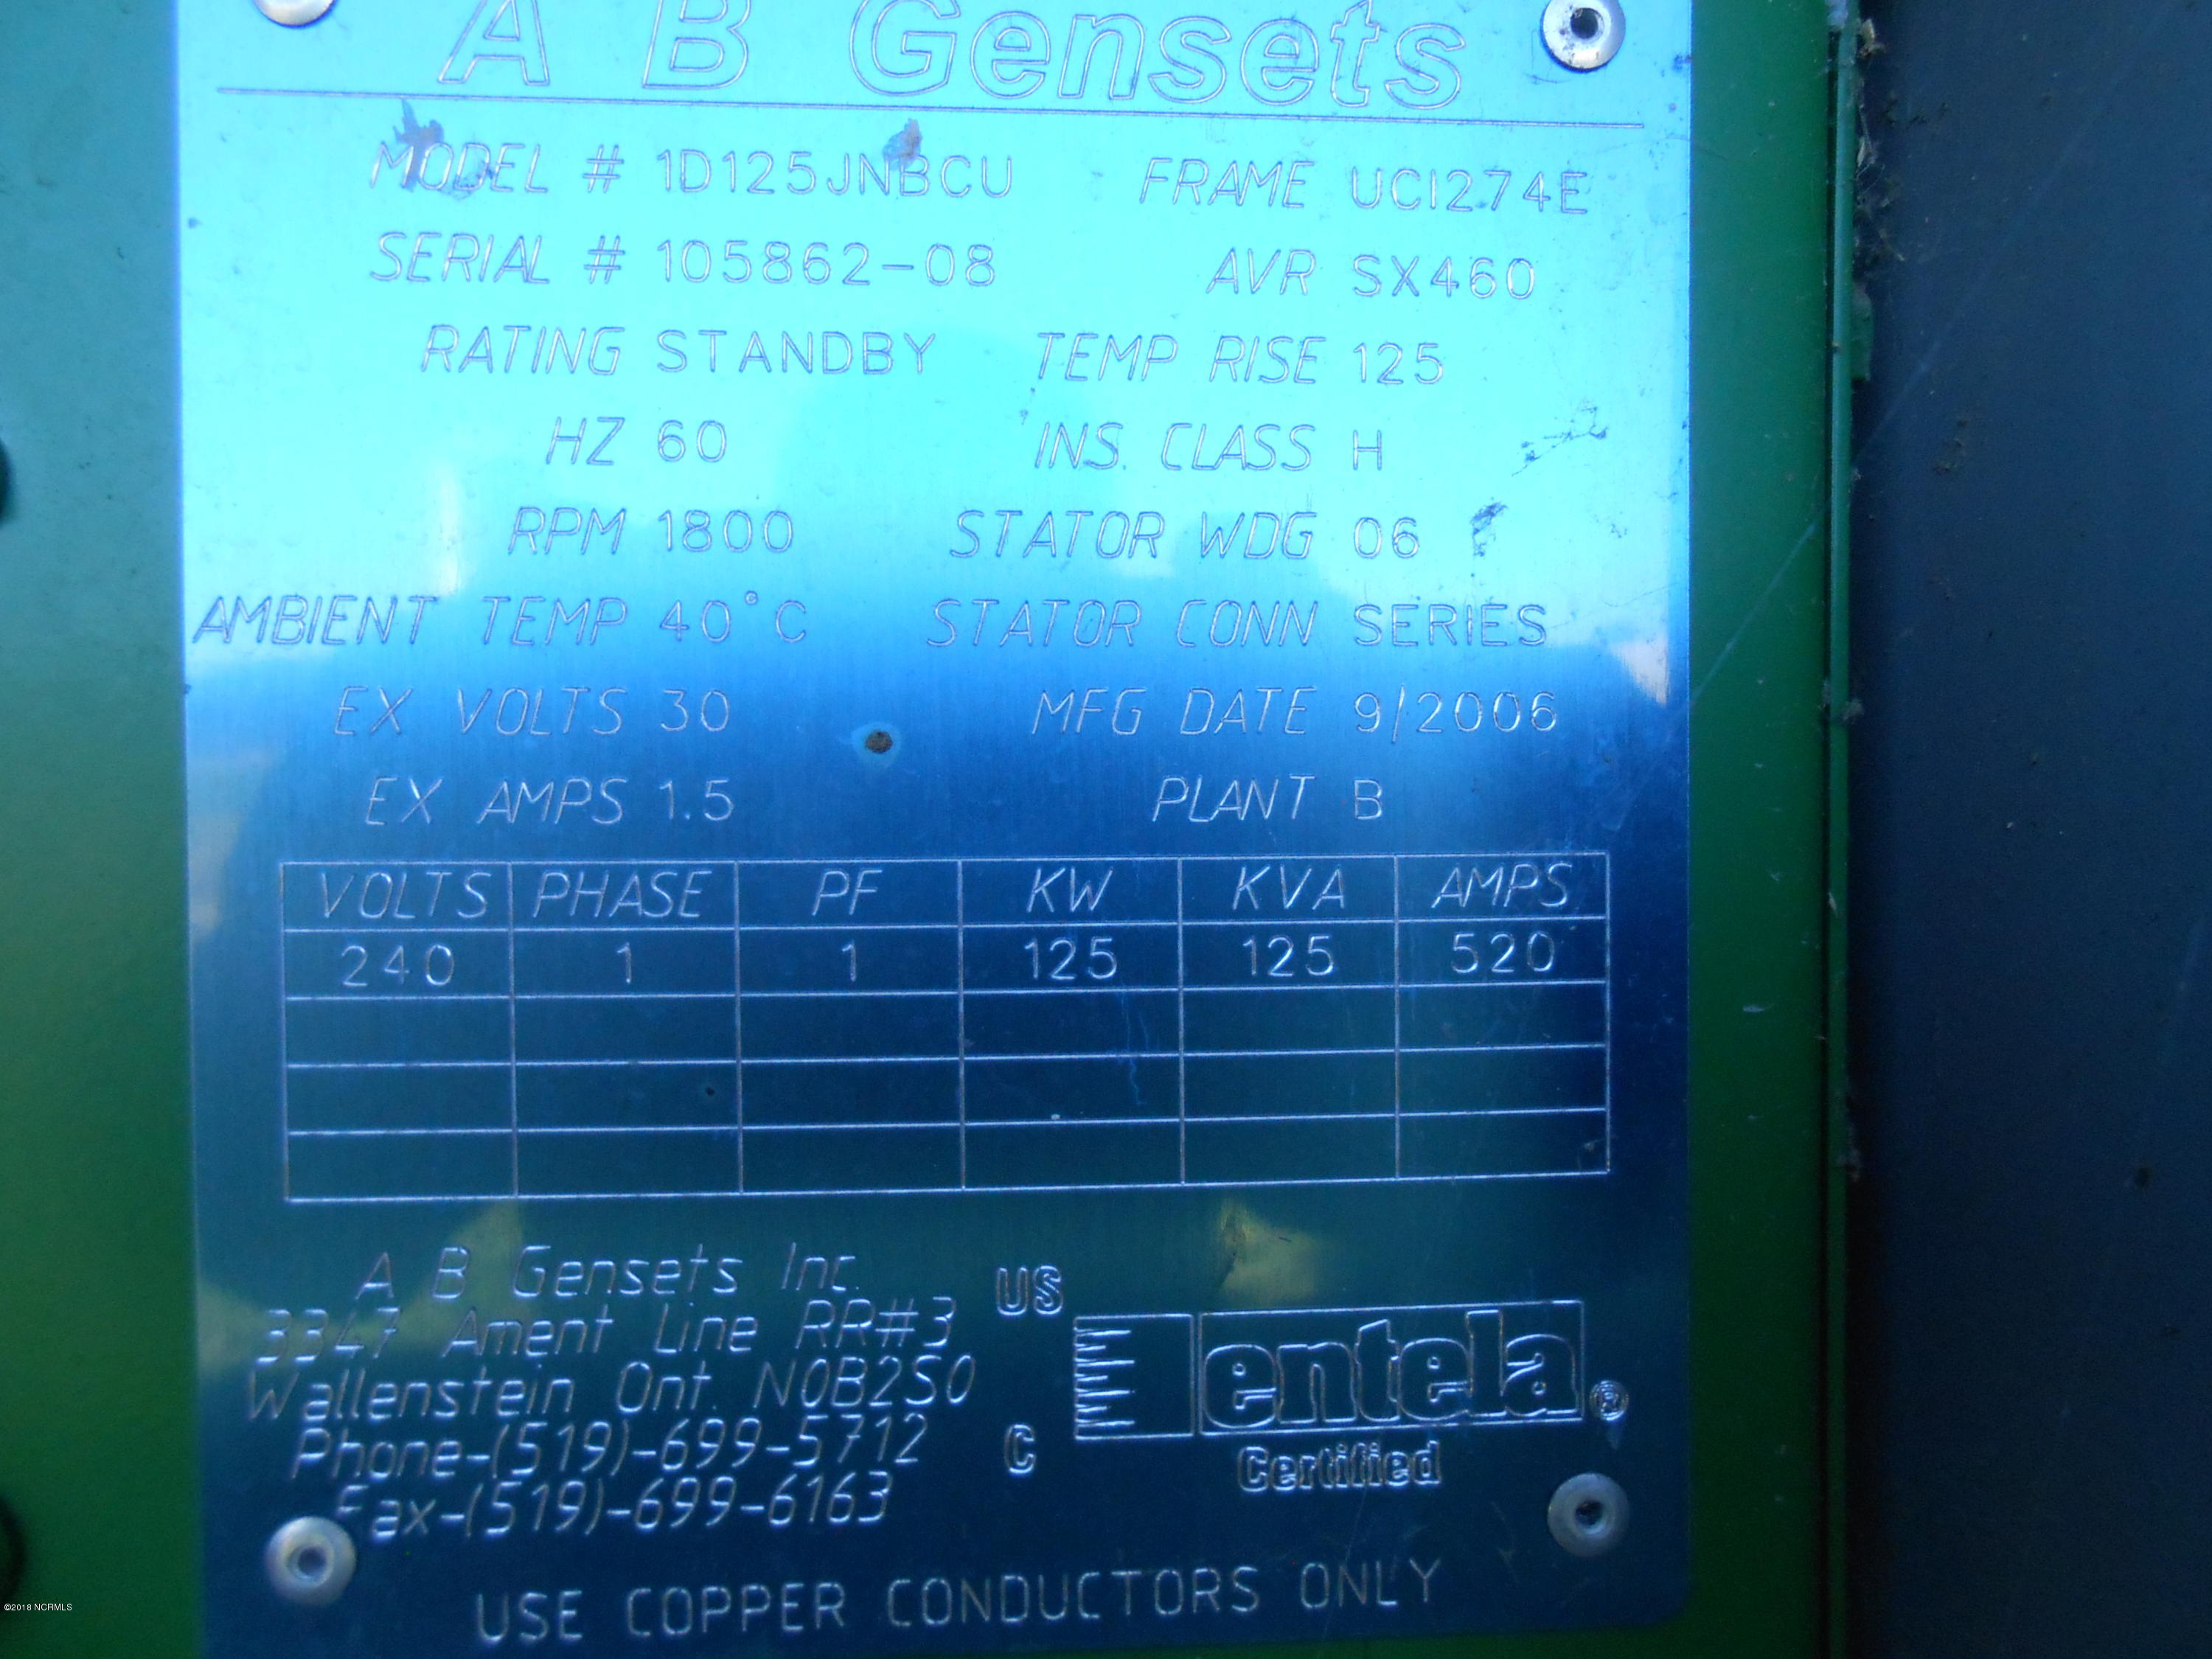 A B Gensets
MODEL # 1D125JNBCU FRAME UCI274E
SERIAL # 105862-08 AVR SX460
RATING STANDBY TEMP RISE 125
HZ 60 INS. CLASS H
RPM 1800 STATOR WDG 06
AMBIENT TEMP 40°C STATOR CONN SERIES
EX VOLTS 30 MFG DATE 9/2006
EX AMPS 1.5 PLANT B
VOLTS PHASE PF KW KVA AMPS
240 1 1 125 125 520
A B Gensets Inc.
3347 Ament Line RR#3
Wallenstein Ont. N0B2S0
Phone-(519)-699-5712
Fax-(519)-699-6163
US
C
entela®
Certified
USE COPPER CONDUCTORS ONLY
©2018 NCRMLS